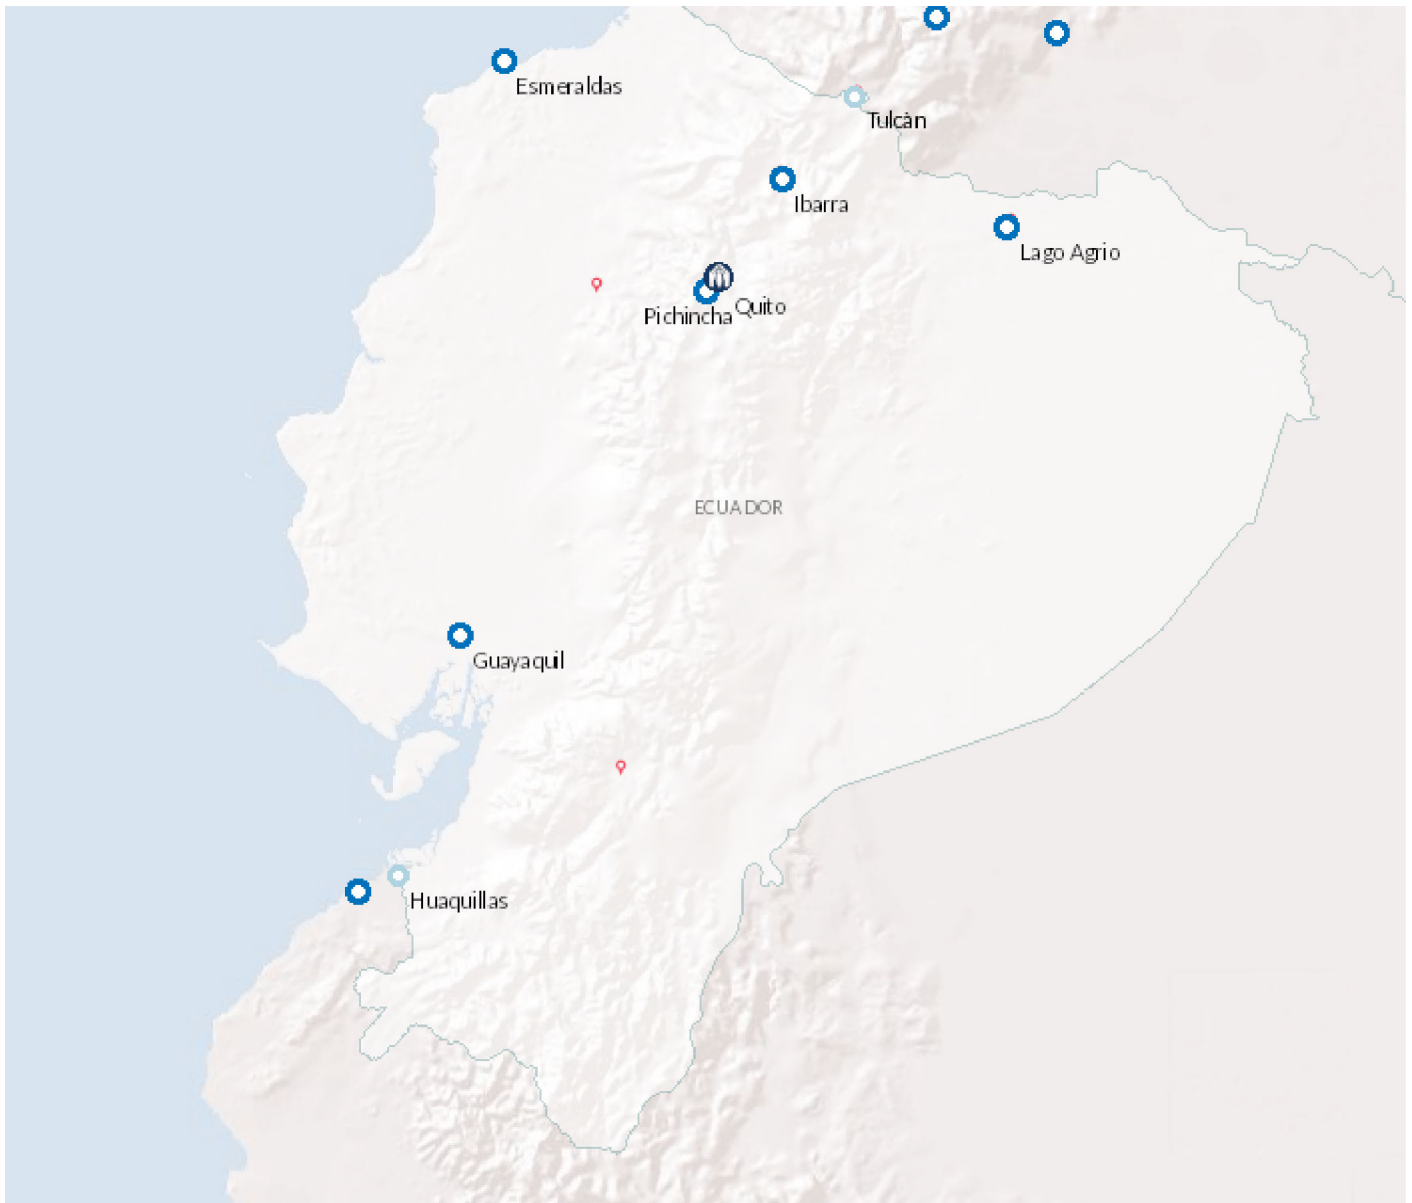 Esmeraldas
Tulcàn
Ibarra
Lago Agrio
Quito
Pichincha
ECUADOR
Guayaquil
Huaquillas